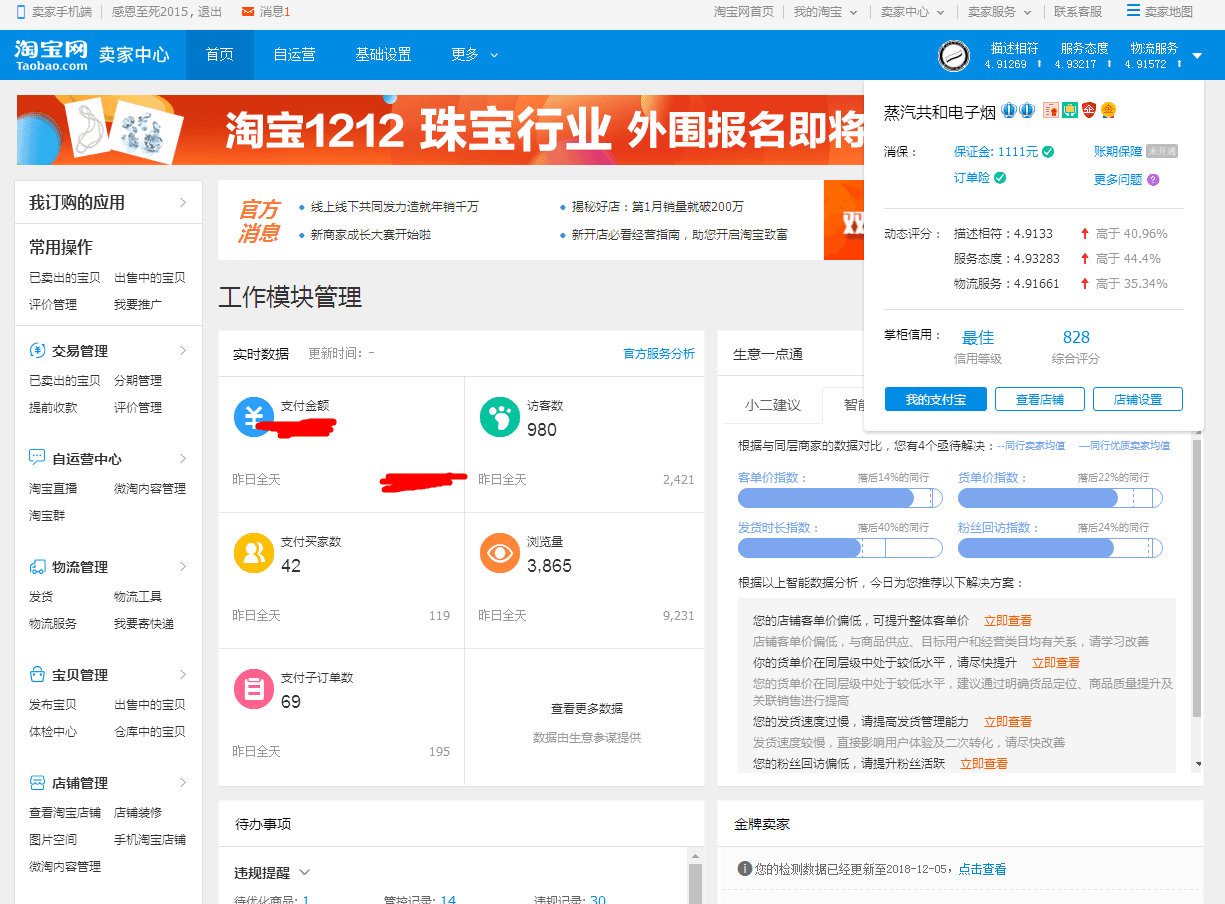 卖家手机端 感恩至死2015, 退出 消息1 淘宝网首页 我的淘宝 卖家中心 卖家服务 联系客服 卖家地图
淘宝网 Taobao.com 卖家中心 首页 自运营 基础设置 更多
描述相符 服务态度 物流服务
4.91269 4.93217 4.91572
淘宝1212 珠宝行业 外围报名即将
蒸汽共和电子烟
消保： 保证金: 1111元 账期保障 未开通
订单险 更多问题 ?
动态评分： 描述相符：4.9133 高于 40.96%
服务态度：4.93283 高于 44.4%
物流服务：4.91661 高于 35.34%
掌柜信用： 最佳 828
信用等级 综合评分
我的支付宝 查看店铺 店铺设置
我订购的应用
常用操作
已卖出的宝贝 出售中的宝贝
评价管理 我要推广
交易管理
已卖出的宝贝 分期管理
提前收款 评价管理
自运营中心
淘宝直播 微淘内容管理
淘宝群
物流管理
发货 物流工具
物流服务 我要寄快递
宝贝管理
发布宝贝 出售中的宝贝
体检中心 仓库中的宝贝
店铺管理
查看淘宝店铺 店铺装修
图片空间 手机淘宝店铺
微淘内容管理
官方消息
线上线下共同发力造就年销千万 揭秘好店：第1月销量就破200万
新商家成长大赛开始啦 新开店必看经营指南，助您开启淘宝致富
双
工作模块管理
实时数据 更新时间：- 官方服务分析
支付金额
昨日全天
访客数
980
昨日全天 2,421
支付买家数
42
昨日全天 119
浏览量
3,865
昨日全天 9,231
支付子订单数
69
昨日全天 195
查看更多数据
数据由生意参谋提供
生意一点通
小二建议 智能
根据与同层商家的数据对比，您有4个亟待解决： --同行卖家均值 —同行优质卖家均值
客单价指数： 落后14%的同行 货单价指数： 落后22%的同行
发货时长指数： 落后40%的同行 粉丝回访指数： 落后24%的同行
根据以上智能数据分析，今日为您推荐以下解决方案：
您的店铺客单价偏低，可提升整体客单价 立即查看
店铺客单价偏低，与商品供应、目标用户和经营类目均有关系，请学习改善
你的货单价在同层级中处于较低水平，请尽快提升 立即查看
您的货单价在同层级中处于较低水平，建议通过明确货品定位、商品质量提升及
关联销售进行提高
您的发货速度过慢，请提高发货管理能力 立即查看
发货速度较慢，直接影响用户体验及二次转化，请尽快改善
您的粉丝回访偏低，请提升粉丝活跃 立即查看
待办事项
违规提醒
待优化商品: 1 管控记录: 14 违规记录: 30
金牌卖家
您的检测数据已经更新至2018-12-05，点击查看